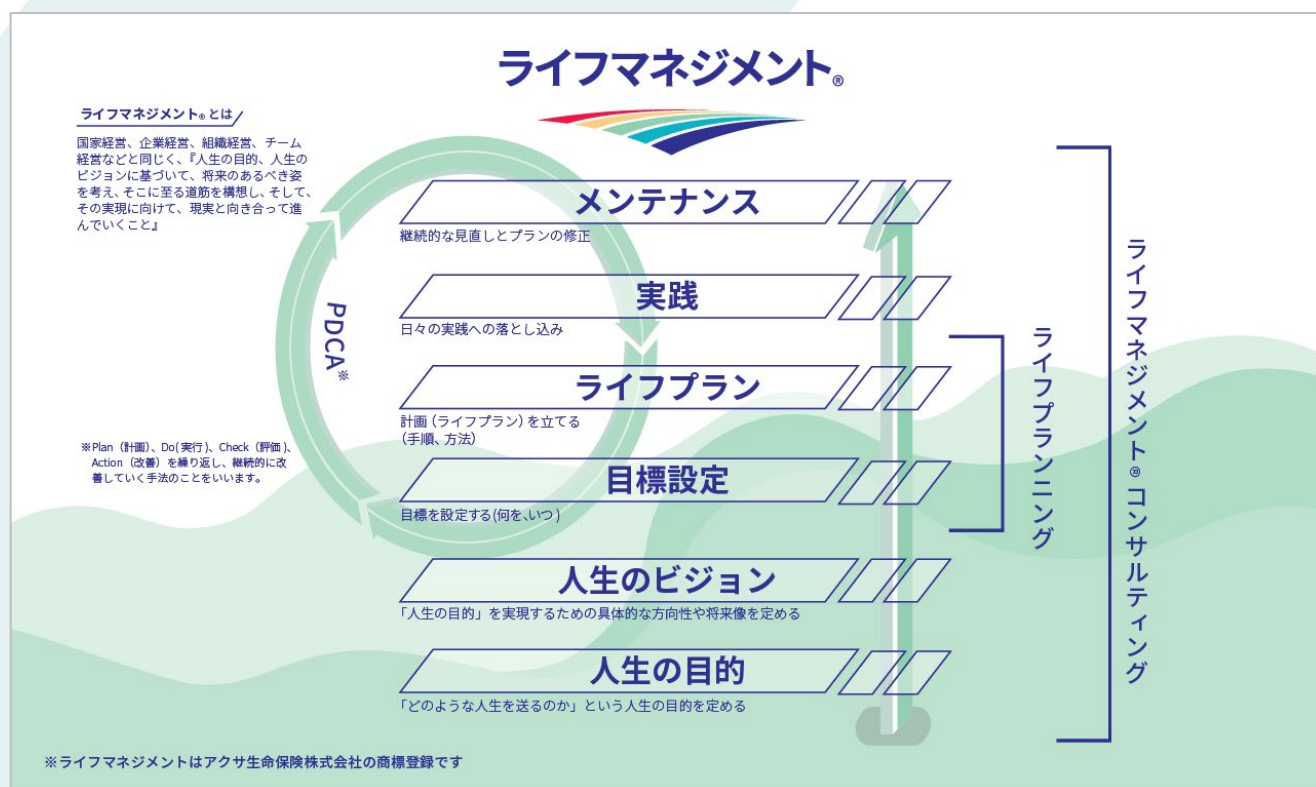 ライフマネジメント®
ライフマネジメント®とは
国家経営、企業経営、組織経営、チーム
経営などと同じく、『人生の目的、人生の
ビジョンに基づいて、将来のあるべき姿
を考え、そこに至る道筋を構想し、そして、
その実現に向けて、現実と向き合って進
んでいくこと』
PDCA※
※Plan（計画）、Do(実行)、Check（評価）、
Action（改善）を繰り返し、継続的に改
善していく手法のことをいいます。
メンテナンス
継続的な見直しとプランの修正
実践
日々の実践への落とし込み
ライフプラン
計画（ライフプラン）を立てる
（手順、方法）
目標設定
目標を設定する(何を、いつ)
人生のビジョン
「人生の目的」を実現するための具体的な方向性や将来像を定める
人生の目的
「どのような人生を送るのか」という人生の目的を定める
ライフプランニング
ライフマネジメント®コンサルティング
※ライフマネジメントはアクサ生命保険株式会社の商標登録です